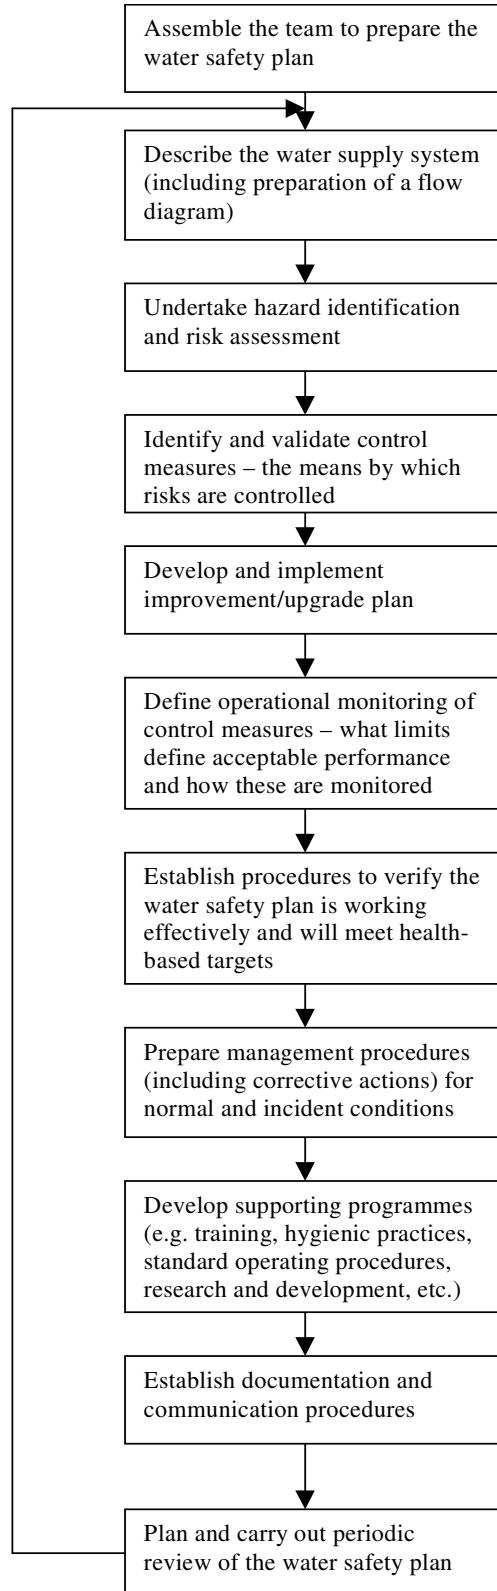 Assemble the team to prepare the
water safety plan
Describe the water supply system
(including preparation of a flow
diagram)
Undertake hazard identification
and risk assessment
Identify and validate control
measures – the means by which
risks are controlled
Develop and implement
improvement/upgrade plan
Define operational monitoring of
control measures – what limits
define acceptable performance
and how these are monitored
Establish procedures to verify the
water safety plan is working
effectively and will meet health-
based targets
Prepare management procedures
(including corrective actions) for
normal and incident conditions
Develop supporting programmes
(e.g. training, hygienic practices,
standard operating procedures,
research and development, etc.)
Establish documentation and
communication procedures
Plan and carry out periodic
review of the water safety plan